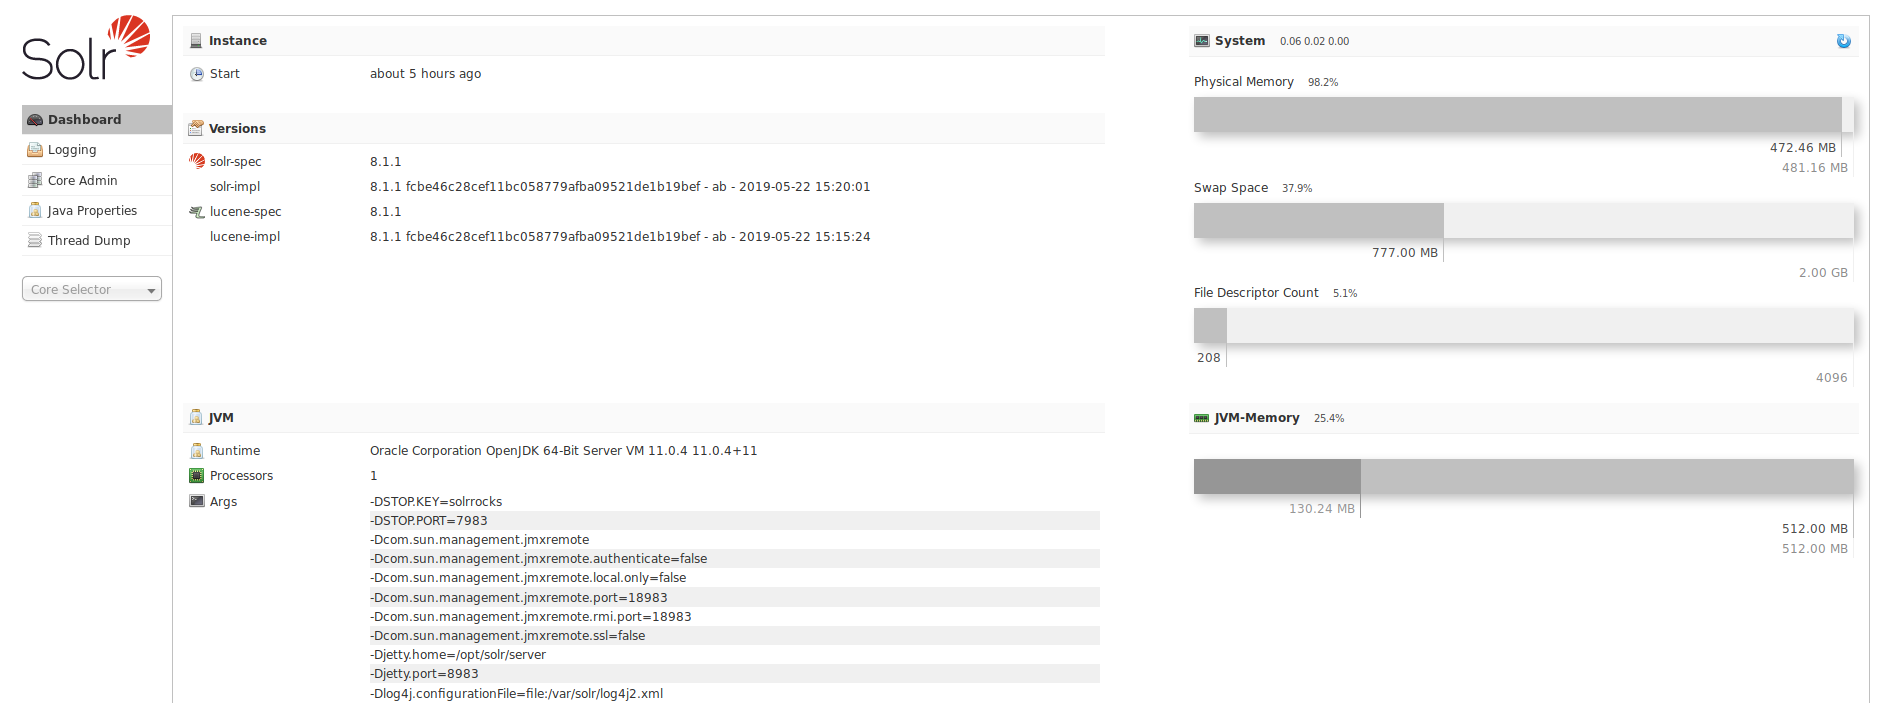 Solr
Dashboard
Logging
Core Admin
Java Properties
Thread Dump
Core Selector
Instance
Start about 5 hours ago
Versions
solr-spec 8.1.1
solr-impl 8.1.1 fcbe46c28cef11bc058779afba09521de1b19bef - ab - 2019-05-22 15:20:01
lucene-spec 8.1.1
lucene-impl 8.1.1 fcbe46c28cef11bc058779afba09521de1b19bef - ab - 2019-05-22 15:15:24
JVM
Runtime Oracle Corporation OpenJDK 64-Bit Server VM 11.0.4 11.0.4+11
Processors 1
Args -DSTOP.KEY=solrrocks
-DSTOP.PORT=7983
-Dcom.sun.management.jmxremote
-Dcom.sun.management.jmxremote.authenticate=false
-Dcom.sun.management.jmxremote.local.only=false
-Dcom.sun.management.jmxremote.port=18983
-Dcom.sun.management.jmxremote.rmi.port=18983
-Dcom.sun.management.jmxremote.ssl=false
-Djetty.home=/opt/solr/server
-Djetty.port=8983
-Dlog4j.configurationFile=file:/var/solr/log4j2.xml
System 0.06 0.02 0.00
Physical Memory 98.2%
472.46 MB
481.16 MB
Swap Space 37.9%
777.00 MB
2.00 GB
File Descriptor Count 5.1%
208
4096
JVM-Memory 25.4%
130.24 MB
512.00 MB
512.00 MB